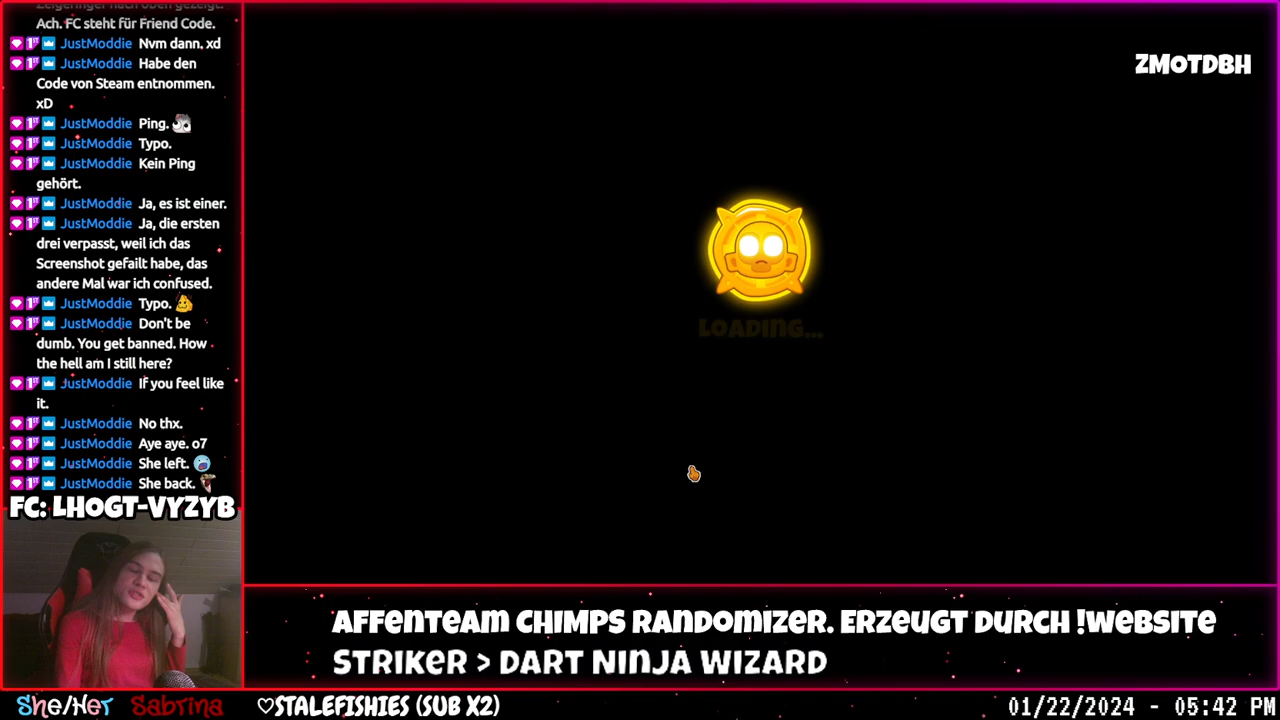 Zeigefinger nach oben gezeigt.
Ach. FC steht für Friend Code.
JustModdie Nvm dann. xd
JustModdie Habe den
Code von Steam entnommen.
xD
JustModdie Ping.
JustModdie Typo.
JustModdie Kein Ping
gehört.
JustModdie Ja, es ist einer.
JustModdie Ja, die ersten
drei verpasst, weil ich das
Screenshot gefailt habe, das
andere Mal war ich confused.
JustModdie Typo.
JustModdie Don't be
dumb. You get banned. How
the hell am I still here?
JustModdie If you feel like
it.
JustModdie No thx.
JustModdie Aye aye. o7
JustModdie She left.
JustModdie She back.
FC: LHOGT-VYZYB
ZMOTDBH
LOADING...
AFFENTEAM CHIMPS RANDOMIZER. ERZEUGT DURCH !WEBSITE
STRIKER > DART NINJA WIZARD
She/Her Sabrina
♡STALEFISHIES (SUB X2)
01/22/2024 - 05:42 PM